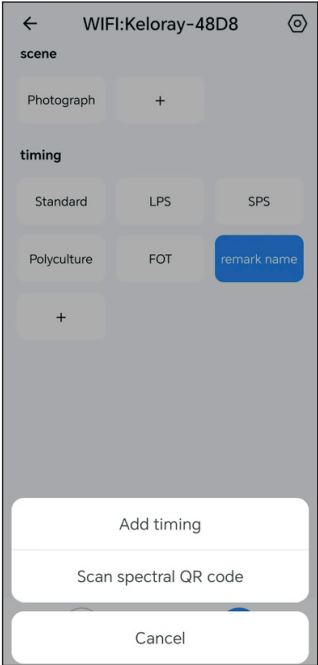 ← WIFI:Keloray-48D8
scene
Photograph +
timing
Standard LPS SPS
Polyculture FOT remark name
+
Add timing
Scan spectral QR code
Cancel